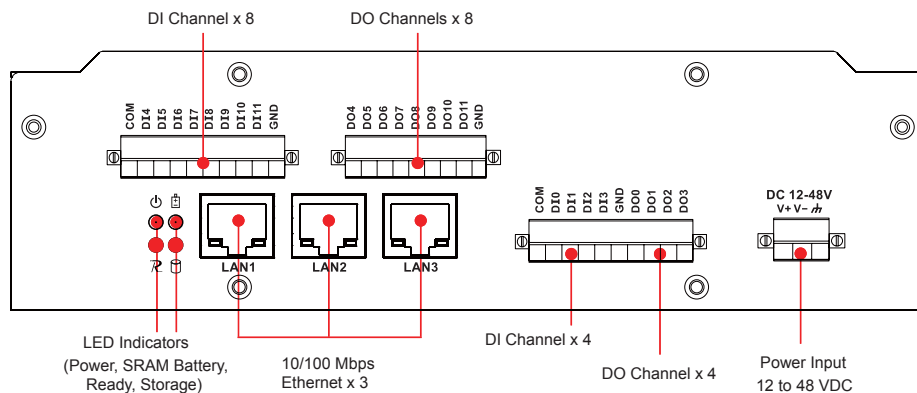 DI Channel x 8
DO Channels x 8
COM
DI4
DI5
DI6
DI7
DI8
DI9
DI10
DI11
GND
DO4
DO5
DO6
DO7
DO8
DO9
DO10
DO11
GND
COM
DI0
DI1
DI2
DI3
GND
DO0
DO1
DO2
DO3
DC 12-48V
V+ V-
LAN1
LAN2
LAN3
LED Indicators
(Power, SRAM Battery,
Ready, Storage)
10/100 Mbps
Ethernet x 3
DI Channel x 4
DO Channel x 4
Power Input
12 to 48 VDC